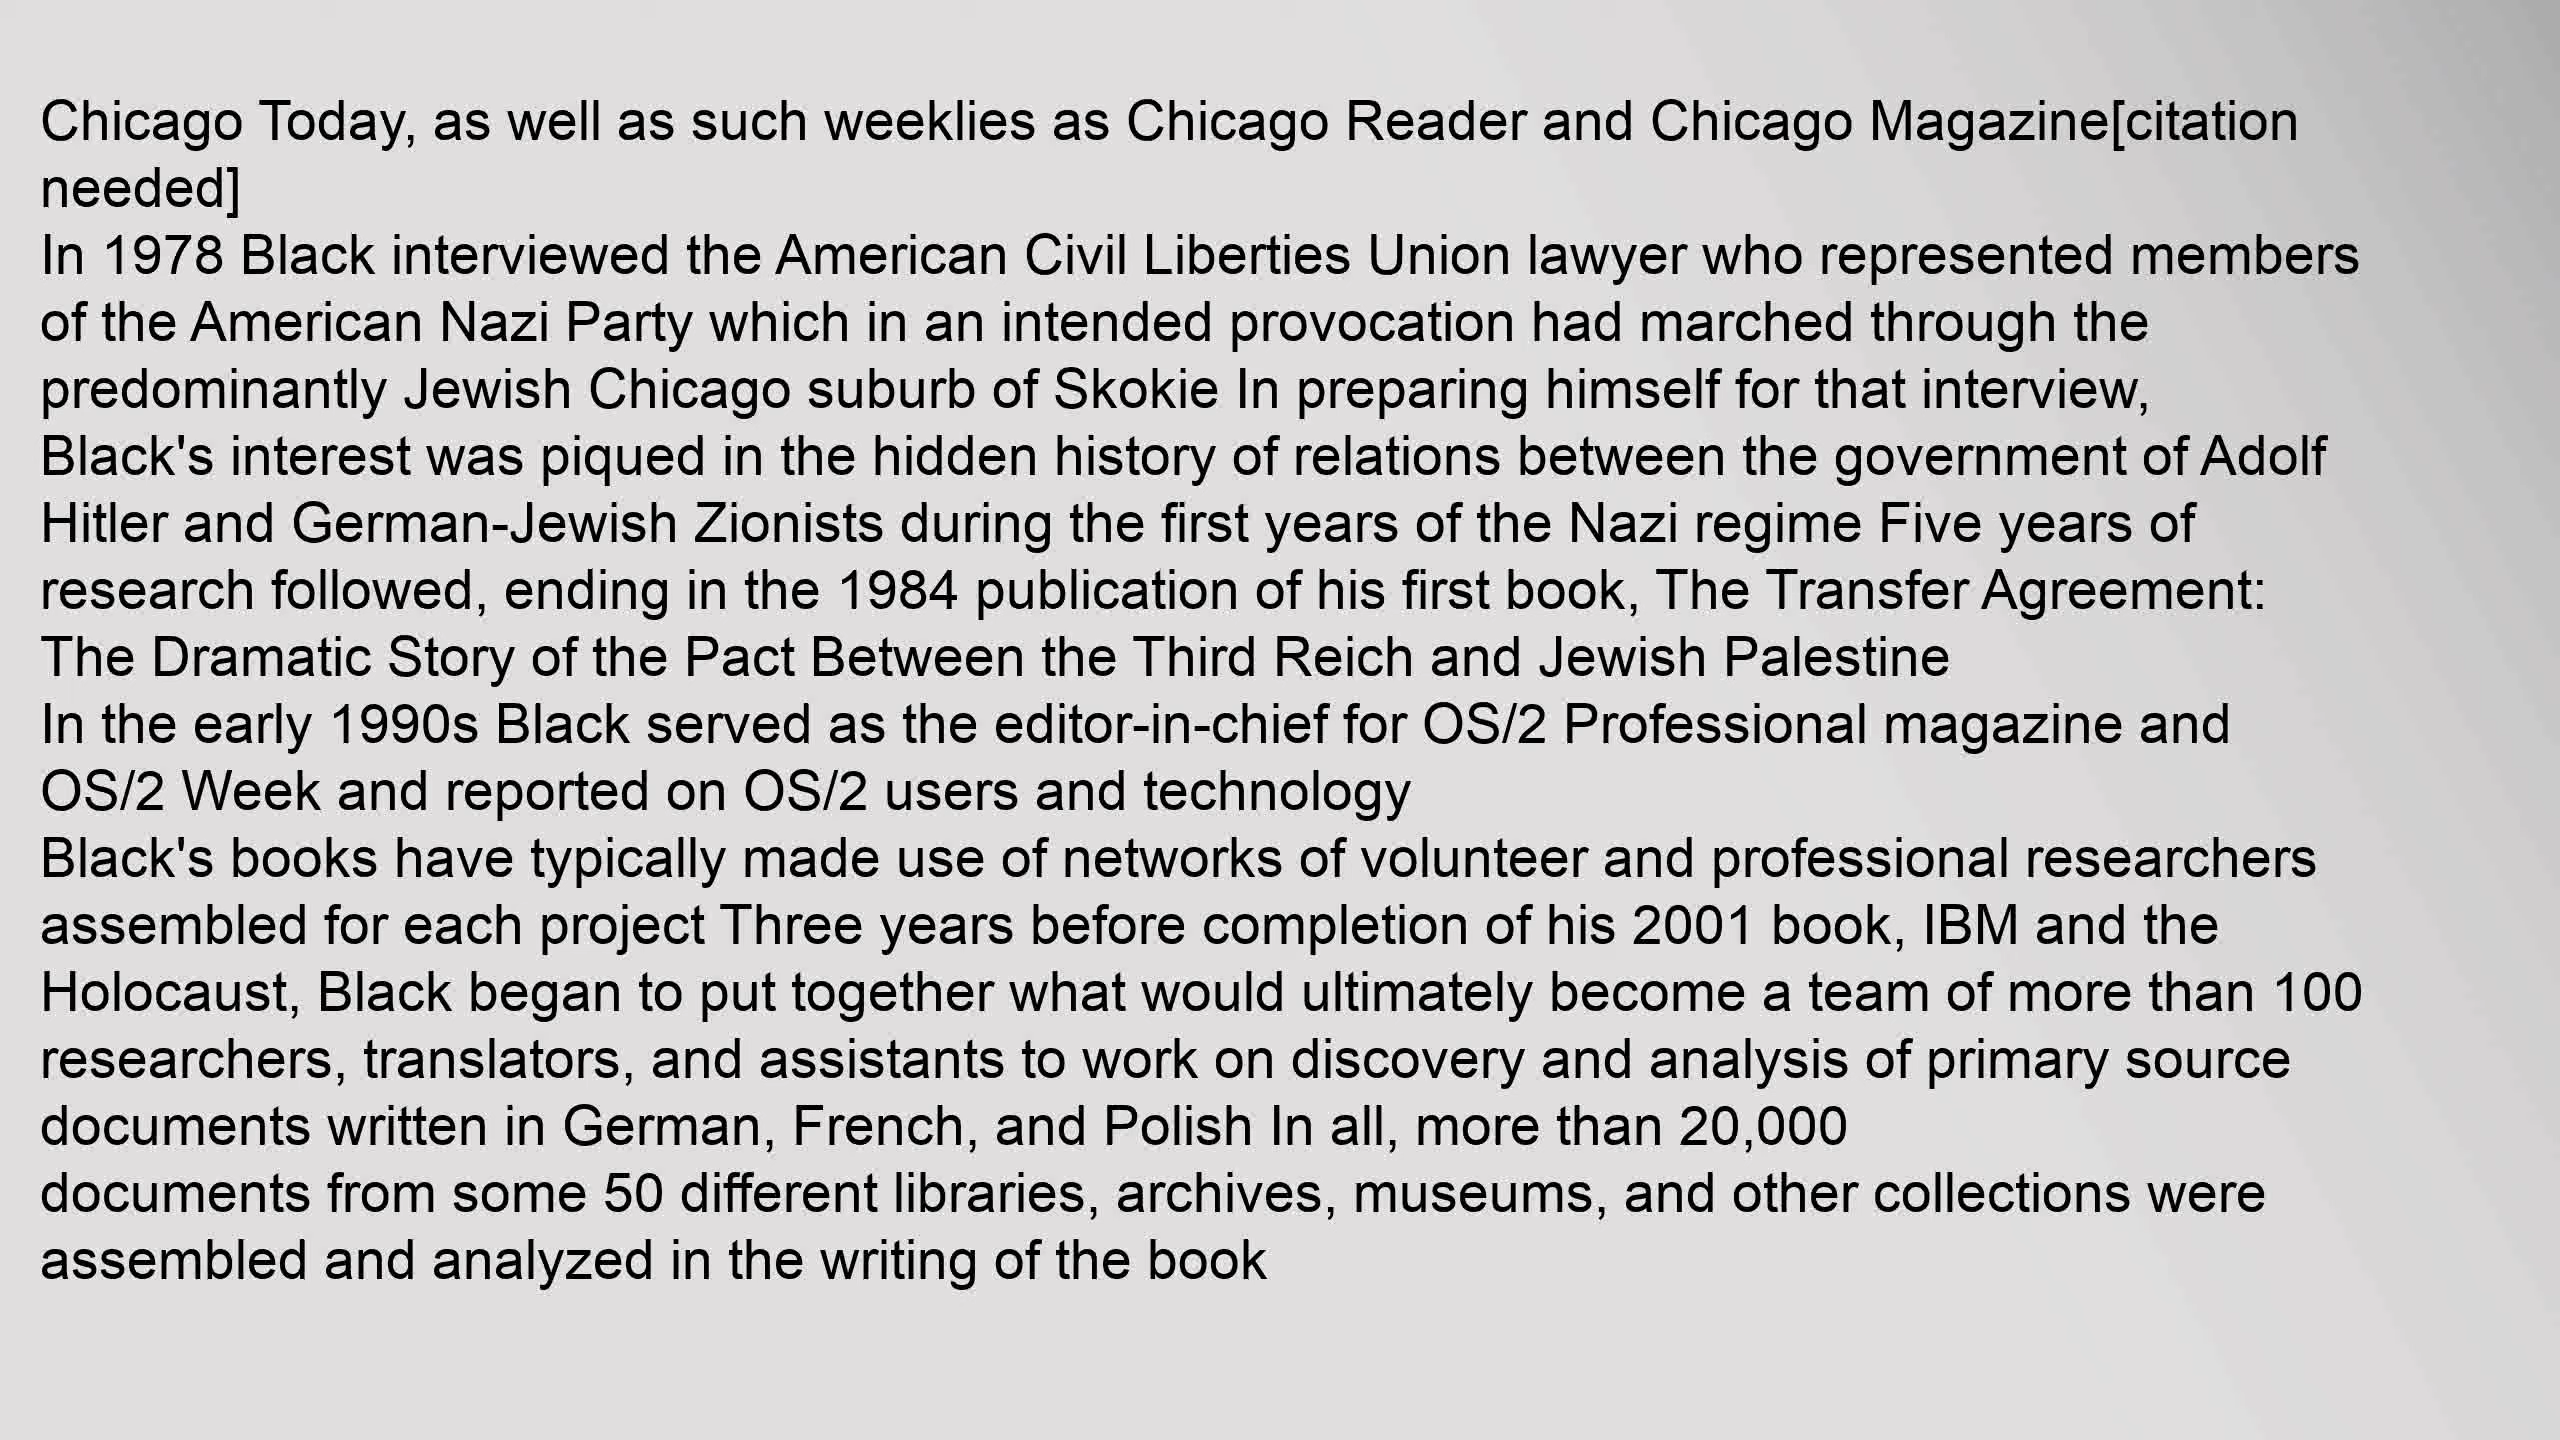 Chicago Today, as well as such weeklies as Chicago Reader and Chicago Magazine[citation
needed]
In 1978 Black interviewed the American Civil Liberties Union lawyer who represented members
of the American Nazi Party which in an intended provocation had marched through the
predominantly Jewish Chicago suburb of Skokie In preparing himself for that interview,
Black's interest was piqued in the hidden history of relations between the government of Adolf
Hitler and German-Jewish Zionists during the first years of the Nazi regime Five years of
research followed, ending in the 1984 publication of his first book, The Transfer Agreement:
The Dramatic Story of the Pact Between the Third Reich and Jewish Palestine
In the early 1990s Black served as the editor-in-chief for OS/2 Professional magazine and
OS/2 Week and reported on OS/2 users and technology
Black's books have typically made use of networks of volunteer and professional researchers
assembled for each project Three years before completion of his 2001 book, IBM and the
Holocaust, Black began to put together what would ultimately become a team of more than 100
researchers, translators, and assistants to work on discovery and analysis of primary source
documents written in German, French, and Polish In all, more than 20,000
documents from some 50 different libraries, archives, museums, and other collections were
assembled and analyzed in the writing of the book